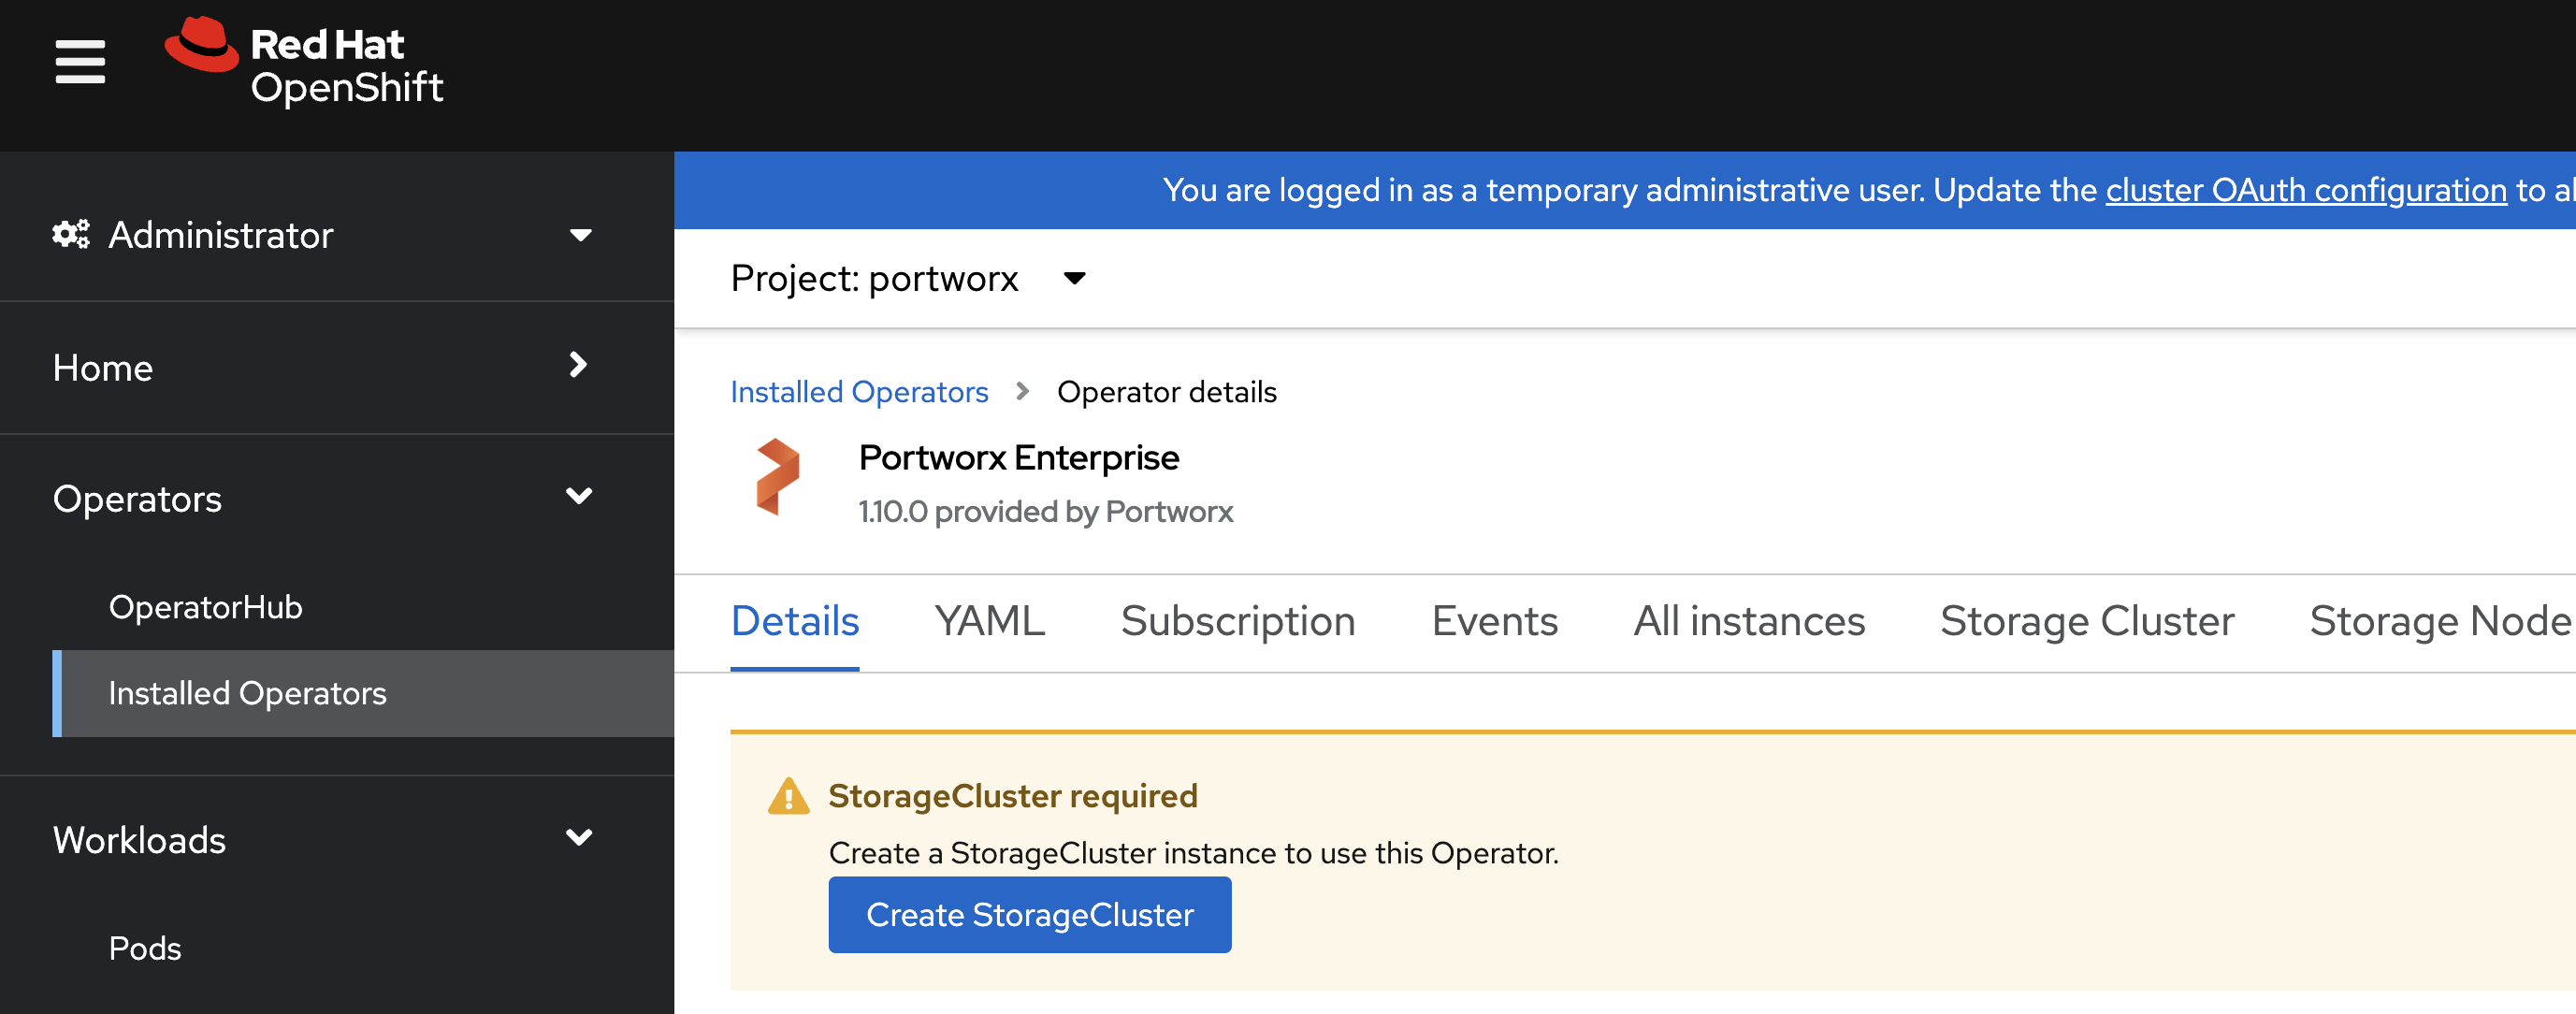 Red Hat
OpenShift
You are logged in as a temporary administrative user. Update the cluster OAuth configuration to
Administrator
Project: portworx
Home
Installed Operators
Operator details
Portworx Enterprise
1.10.0 provided by Portworx
Operators
OperatorHub
Installed Operators
Details YAML Subscription Events All instances Storage Cluster Storage Node
StorageCluster required
Create a StorageCluster instance to use this Operator.
Create StorageCluster
Workloads
Pods